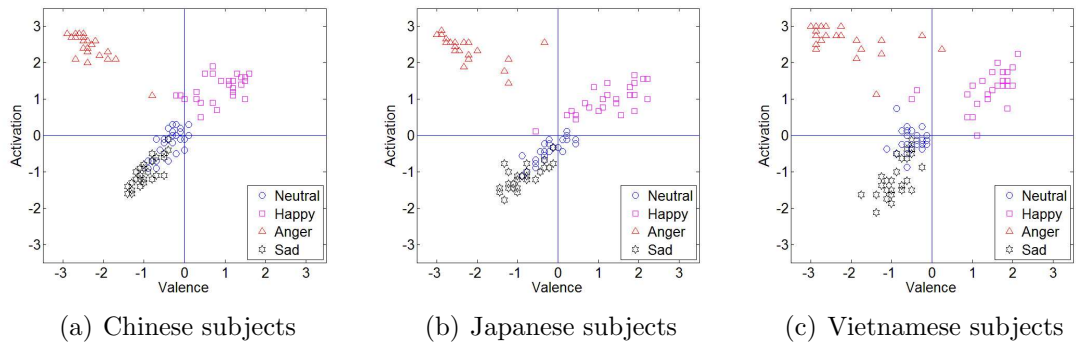 3
2
1
0
-1
-2
-3
Activation
-3 -2 -1 0 1 2 3
Valence
Neutral
Happy
Anger
Sad
(a) Chinese subjects
3
2
1
0
-1
-2
-3
Activation
-3 -2 -1 0 1 2 3
Valence
Neutral
Happy
Anger
Sad
(b) Japanese subjects
3
2
1
0
-1
-2
-3
Activation
-3 -2 -1 0 1 2 3
Valence
Neutral
Happy
Anger
Sad
(c) Vietnamese subjects